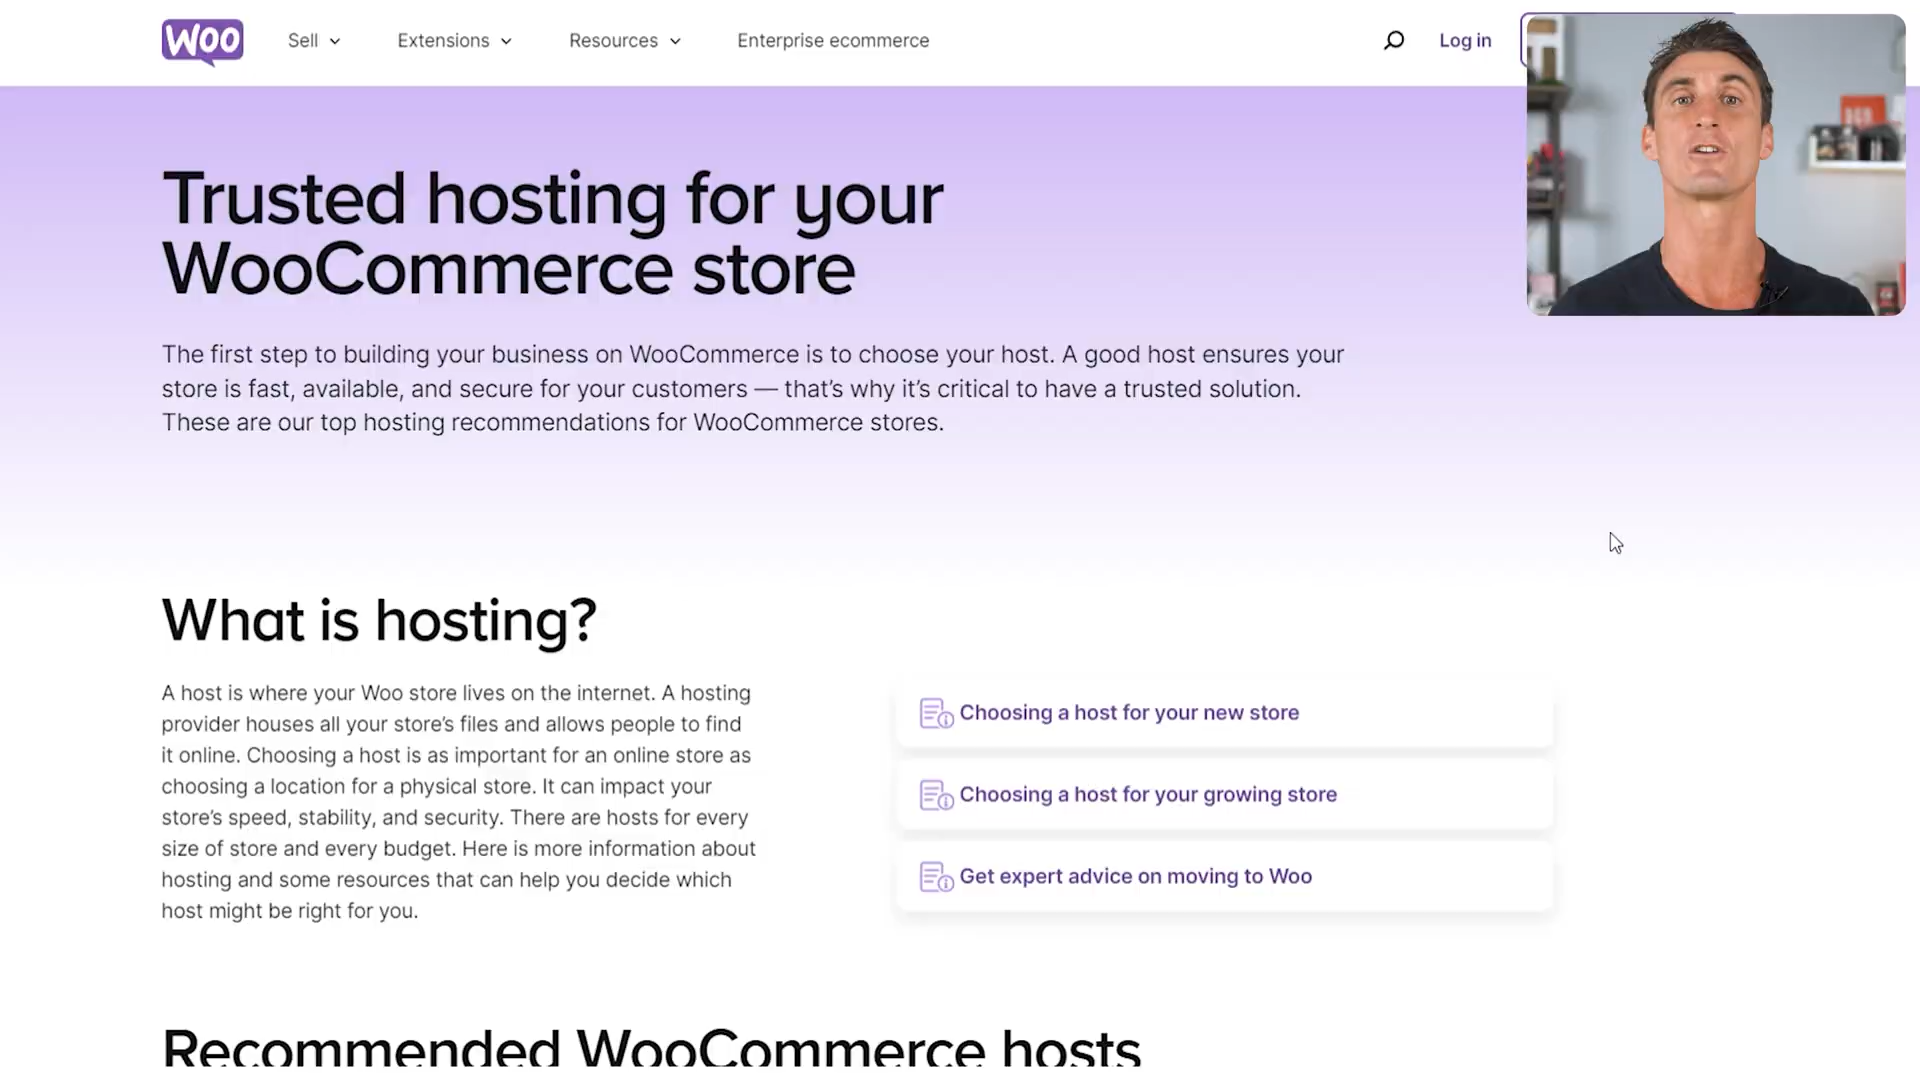 Woo
Sell
Extensions
Resources
Enterprise ecommerce
Log in
Trusted hosting for your
WooCommerce store
The first step to building your business on WooCommerce is to choose your host. A good host ensures your
store is fast, available, and secure for your customers — that’s why it’s critical to have a trusted solution.
These are our top hosting recommendations for WooCommerce stores.
What is hosting?
A host is where your Woo store lives on the internet. A hosting
provider houses all your store’s files and allows people to find
it online. Choosing a host is as important for an online store as
choosing a location for a physical store. It can impact your
store’s speed, stability, and security. There are hosts for every
size of store and every budget. Here is more information about
hosting and some resources that can help you decide which
host might be right for you.
Choosing a host for your new store
Choosing a host for your growing store
Get expert advice on moving to Woo
Recommended WooCommerce hosts